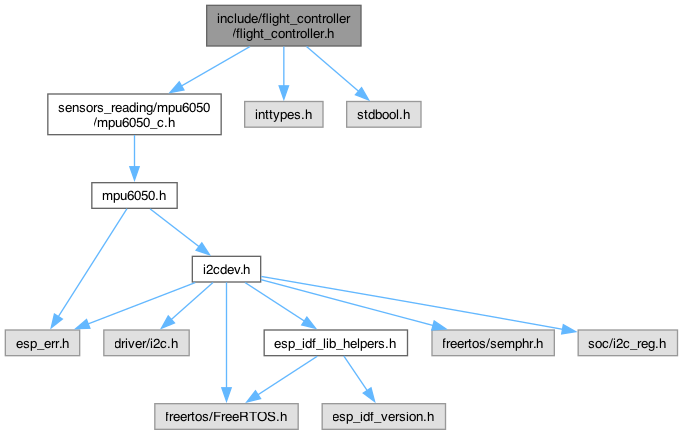 include/flight_controller
/flight_controller.h
sensors_reading/mpu6050
/mpu6050_c.h
inttypes.h
stdbool.h
mpu6050.h
i2cdev.h
esp_err.h
driver/i2c.h
esp_idf_lib_helpers.h
freertos/semphr.h
soc/i2c_reg.h
freertos/FreeRTOS.h
esp_idf_version.h